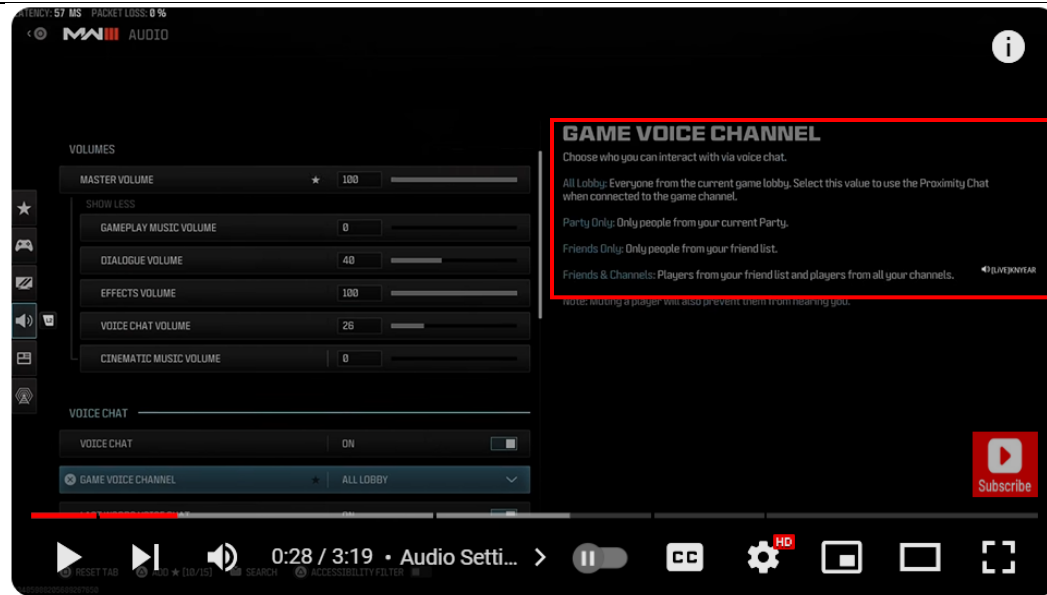 LATENCY: 57 MS PACKET LOSS: 0 %
MWIII AUDIO
i
GAME VOICE CHANNEL
Choose who you can interact with via voice chat.
All Lobby: Everyone from the current game lobby. Select this value to use the Proximity Chat
when connected to the game channel.
Party Only: Only people from your current Party.
Friends Only: Only people from your friend list.
Friends & Channels: Players from your friend list and players from all your channels.
[LIVE]KNYEAR
Note: Muting a player will also prevent them from hearing you.
VOLUMES
MASTER VOLUME 100
SHOW LESS
GAMEPLAY MUSIC VOLUME 0
DIALOGUE VOLUME 40
EFFECTS VOLUME 100
VOICE CHAT VOLUME 26
CINEMATIC MUSIC VOLUME 0
VOICE CHAT
VOICE CHAT ON
GAME VOICE CHANNEL ALL LOBBY
ON
Subscribe
0:28 / 3:19 • Audio Setti... >
CC
HD
RESET TAB ADD ★ [10/15] SEARCH ACCESSIBILITY FILTER